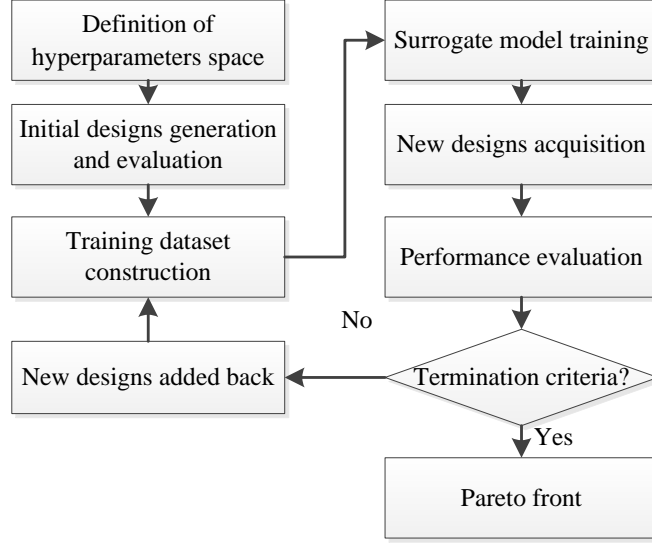 Definition of
hyperparameters space
Initial designs generation
and evaluation
Training dataset
construction
New designs added back
Surrogate model training
New designs acquisition
Performance evaluation
Termination criteria?
No
Yes
Pareto front